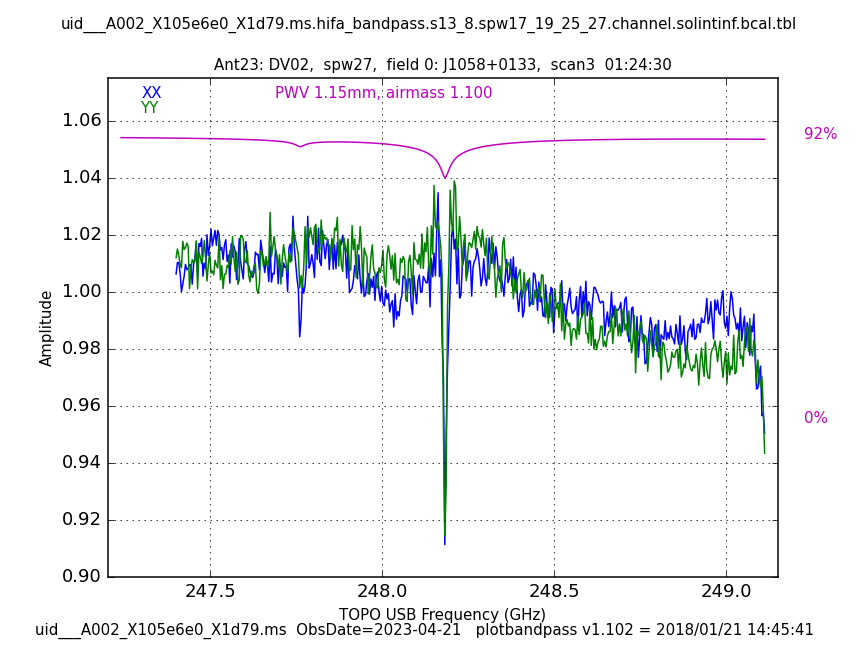 uid___A002_X105e6e0_X1d79.ms.hifa_bandpass.s13_8.spw17_19_25_27.channel.solintinf.bcal.tbl
Ant23: DV02,  spw27,  field 0: J1058+0133,  scan3  01:24:30
XX
PWV 1.15mm, airmass 1.100
YY
1.06
92%
1.04
1.02
1.00
Amplitude
0.98
0.96
0%
0.94
0.92
0.90
247.5 248.0 248.5 249.0
TOPO USB Frequency (GHz)
uid___A002_X105e6e0_X1d79.ms  ObsDate=2023-04-21   plotbandpass v1.102 = 2018/01/21 14:45:41